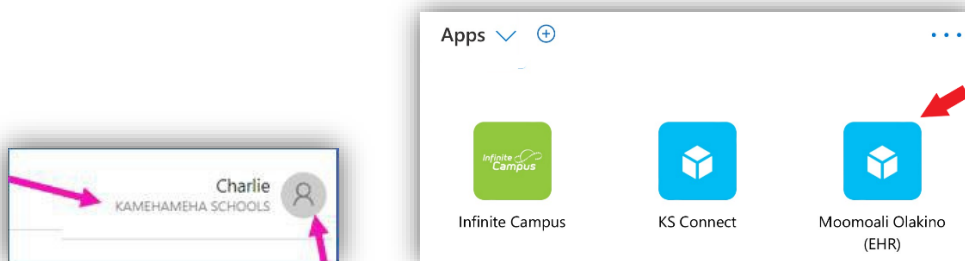 Charlie
KAMEHAMEHA SCHOOLS
Apps
Infinite Campus
Infinite Campus
KS Connect
Moomoali Olakino
(EHR)